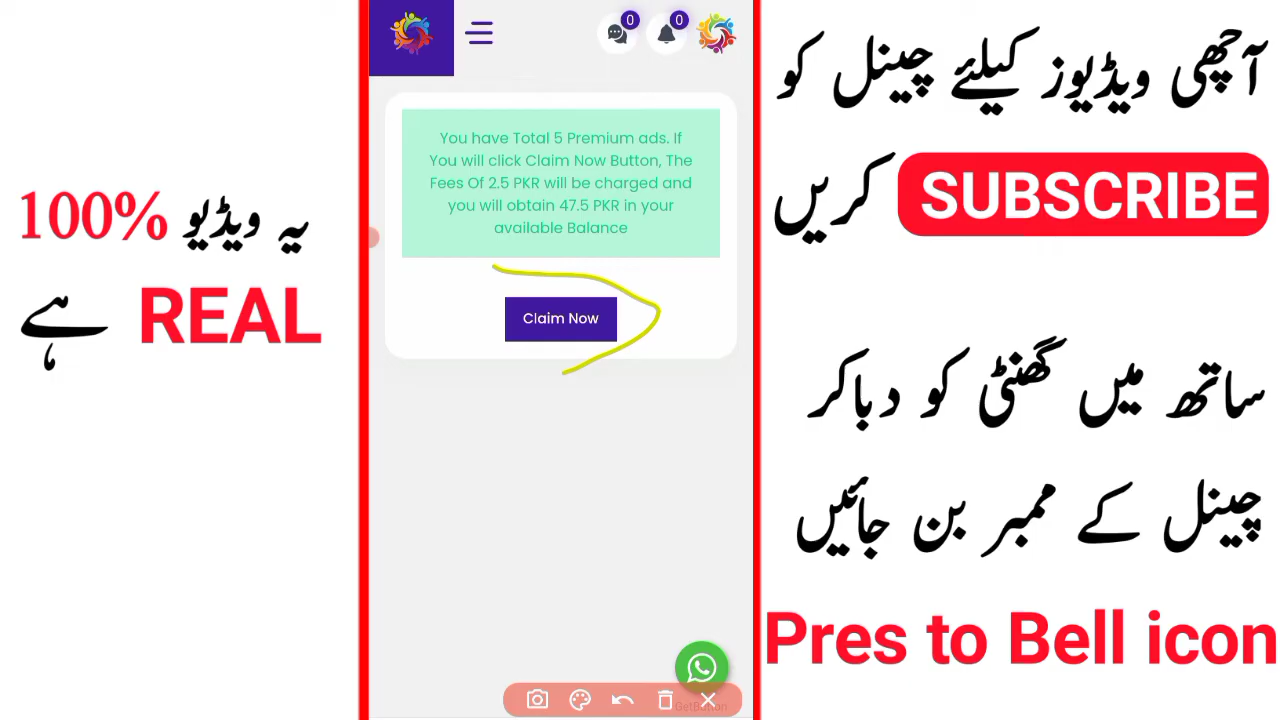 یہ ویڈیو 100%
REAL ہے
0
0
You have Total 5 Premium ads. If
You will click Claim Now Button, The
Fees Of 2.5 PKR will be charged and
you will obtain 47.5 PKR in your
available Balance
Claim Now
GetButton
آچھی ویڈیوز کیلئے چینل کو
SUBSCRIBE کریں
ساتھ میں گھنٹی کو دباکر
چینل کے ممبر بن جائیں
Pres to Bell icon